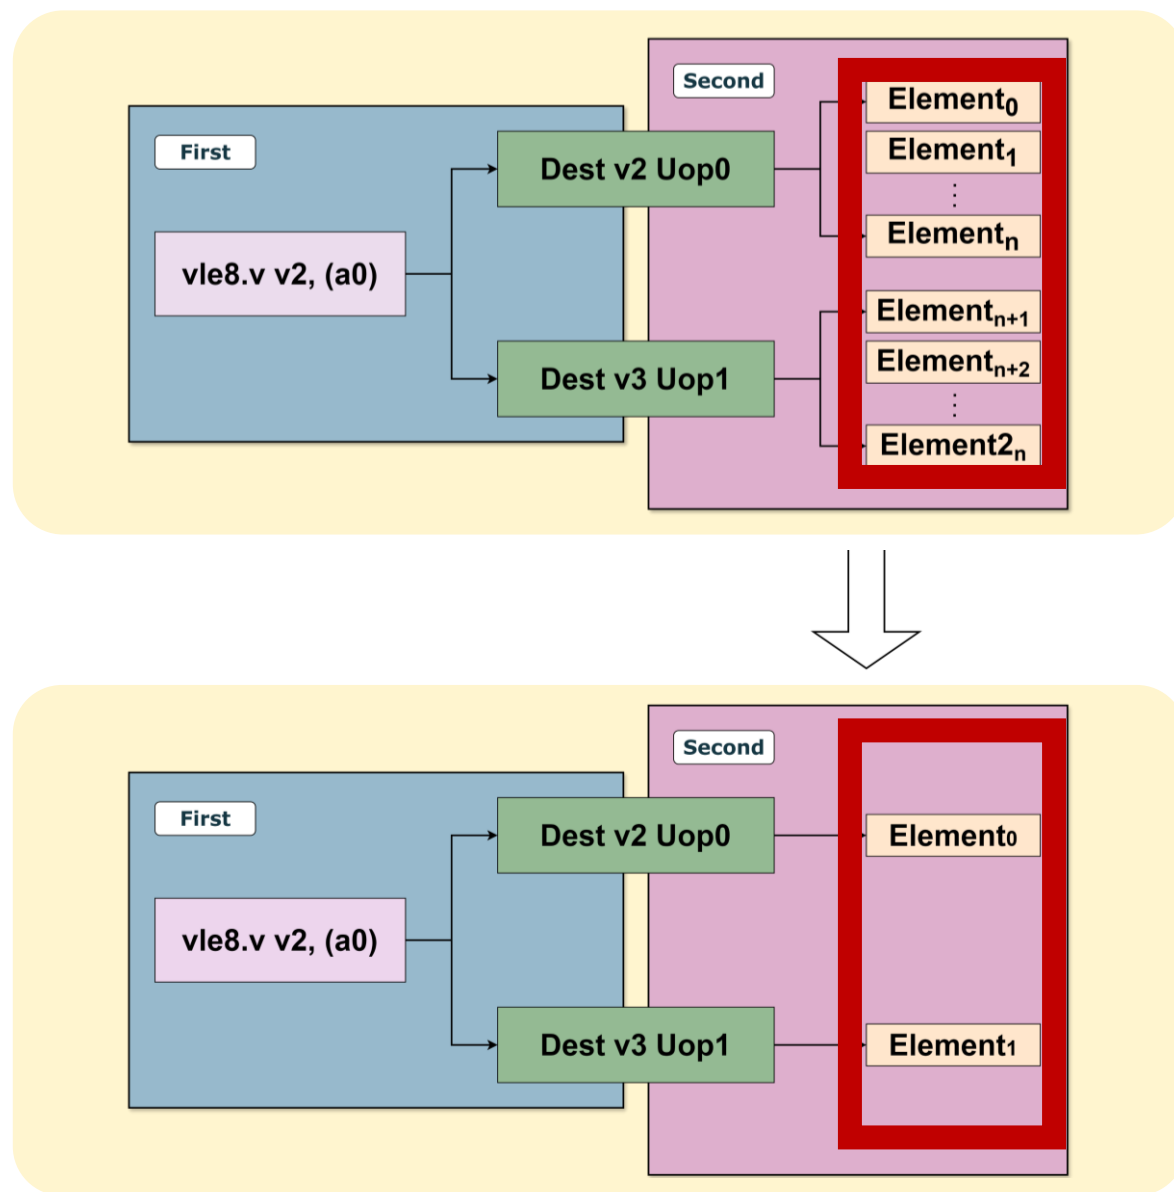 Second
Element₀
First
Element₁
Dest v2 Uop0
⋮
Elementₙ
vle8.v v2, (a0)
Elementₙ₊₁
Dest v3 Uop1
Elementₙ₊₂
⋮
Element2ₙ
Second
First
Dest v2 Uop0
Element₀
vle8.v v2, (a0)
Dest v3 Uop1
Element₁